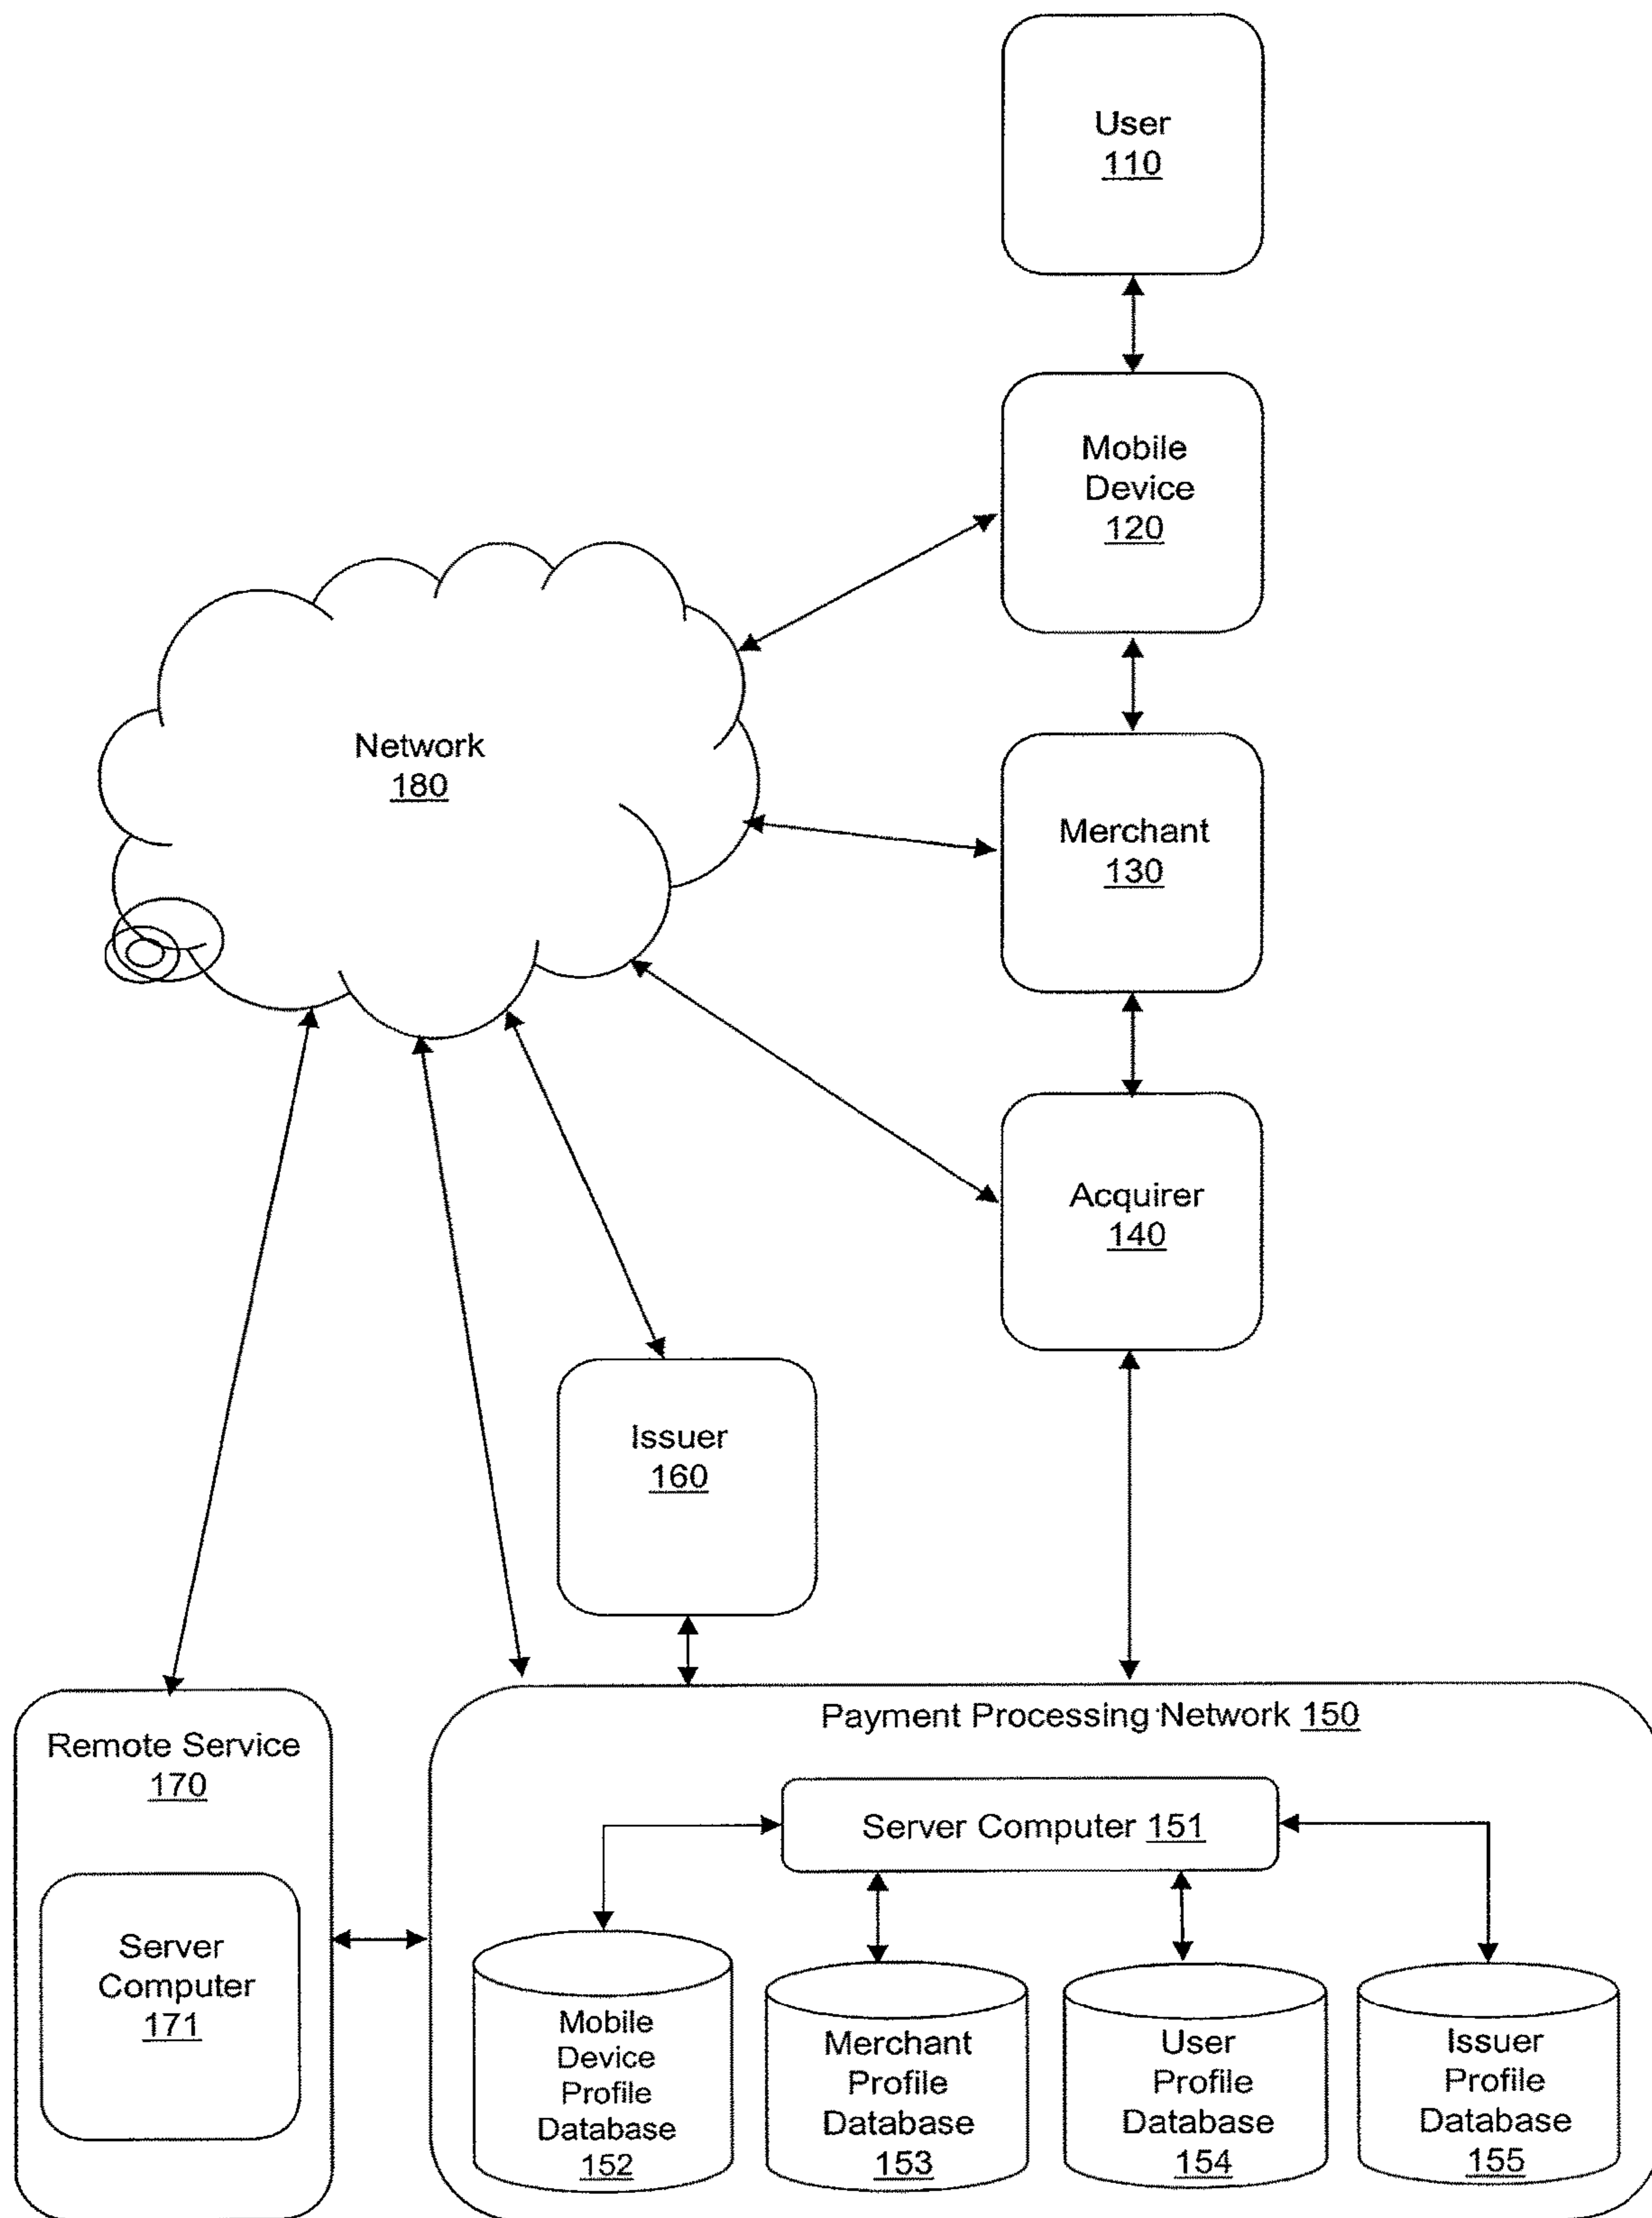 User
110
Mobile
Device
120
Network
180
Merchant
130
Acquirer
140
Issuer
160
Remote Service
170
Server
Computer
171
Payment Processing Network 150
Server Computer 151
Mobile
Device
Profile
Database
152
Merchant
Profile
Database
153
User
Profile
Database
154
Issuer
Profile
Database
155